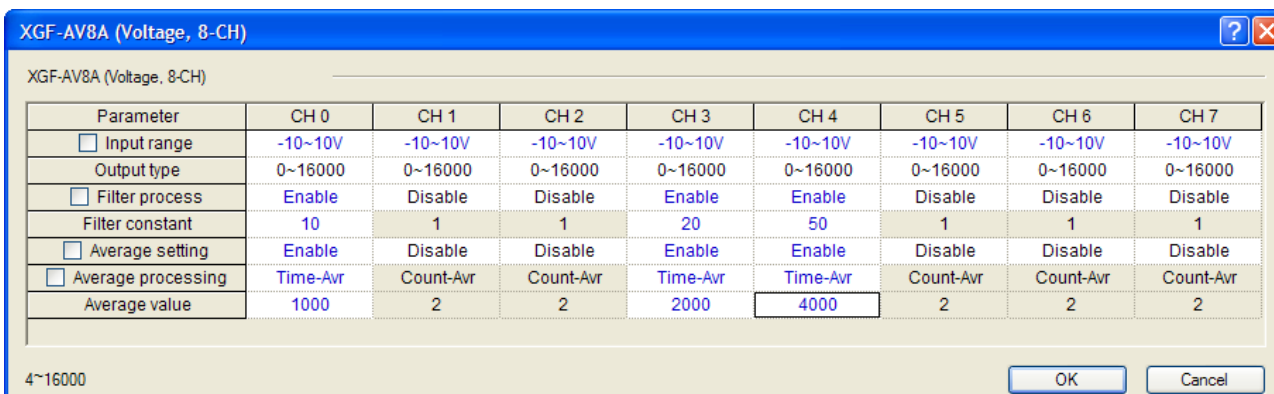 XGF-AV8A (Voltage, 8-CH)
XGF-AV8A (Voltage, 8-CH)
Parameter CH 0 CH 1 CH 2 CH 3 CH 4 CH 5 CH 6 CH 7
Input range -10~10V -10~10V -10~10V -10~10V -10~10V -10~10V -10~10V -10~10V
Output type 0~16000 0~16000 0~16000 0~16000 0~16000 0~16000 0~16000 0~16000
Filter process Enable Disable Disable Enable Enable Disable Disable Disable
Filter constant 10 1 1 20 50 1 1 1
Average setting Enable Disable Disable Enable Enable Disable Disable Disable
Average processing Time-Avr Count-Avr Count-Avr Time-Avr Time-Avr Count-Avr Count-Avr Count-Avr
Average value 1000 2 2 2000 4000 2 2 2
4~16000 OK Cancel